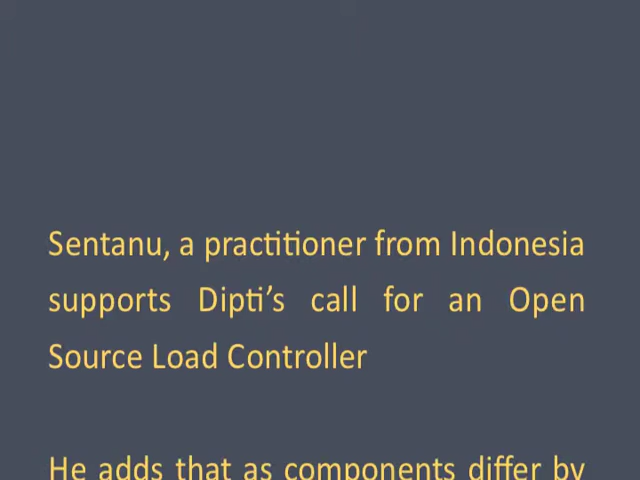 Sentanu, a practitioner from Indonesia
supports Dipti’s call for an Open
Source Load Controller
He adds that as components differ by